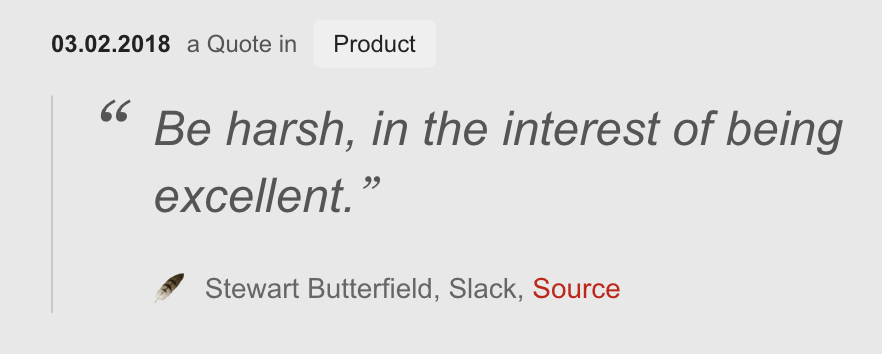 03.02.2018 a Quote in Product
“Be harsh, in the interest of being
excellent.”
Stewart Butterfield, Slack, Source